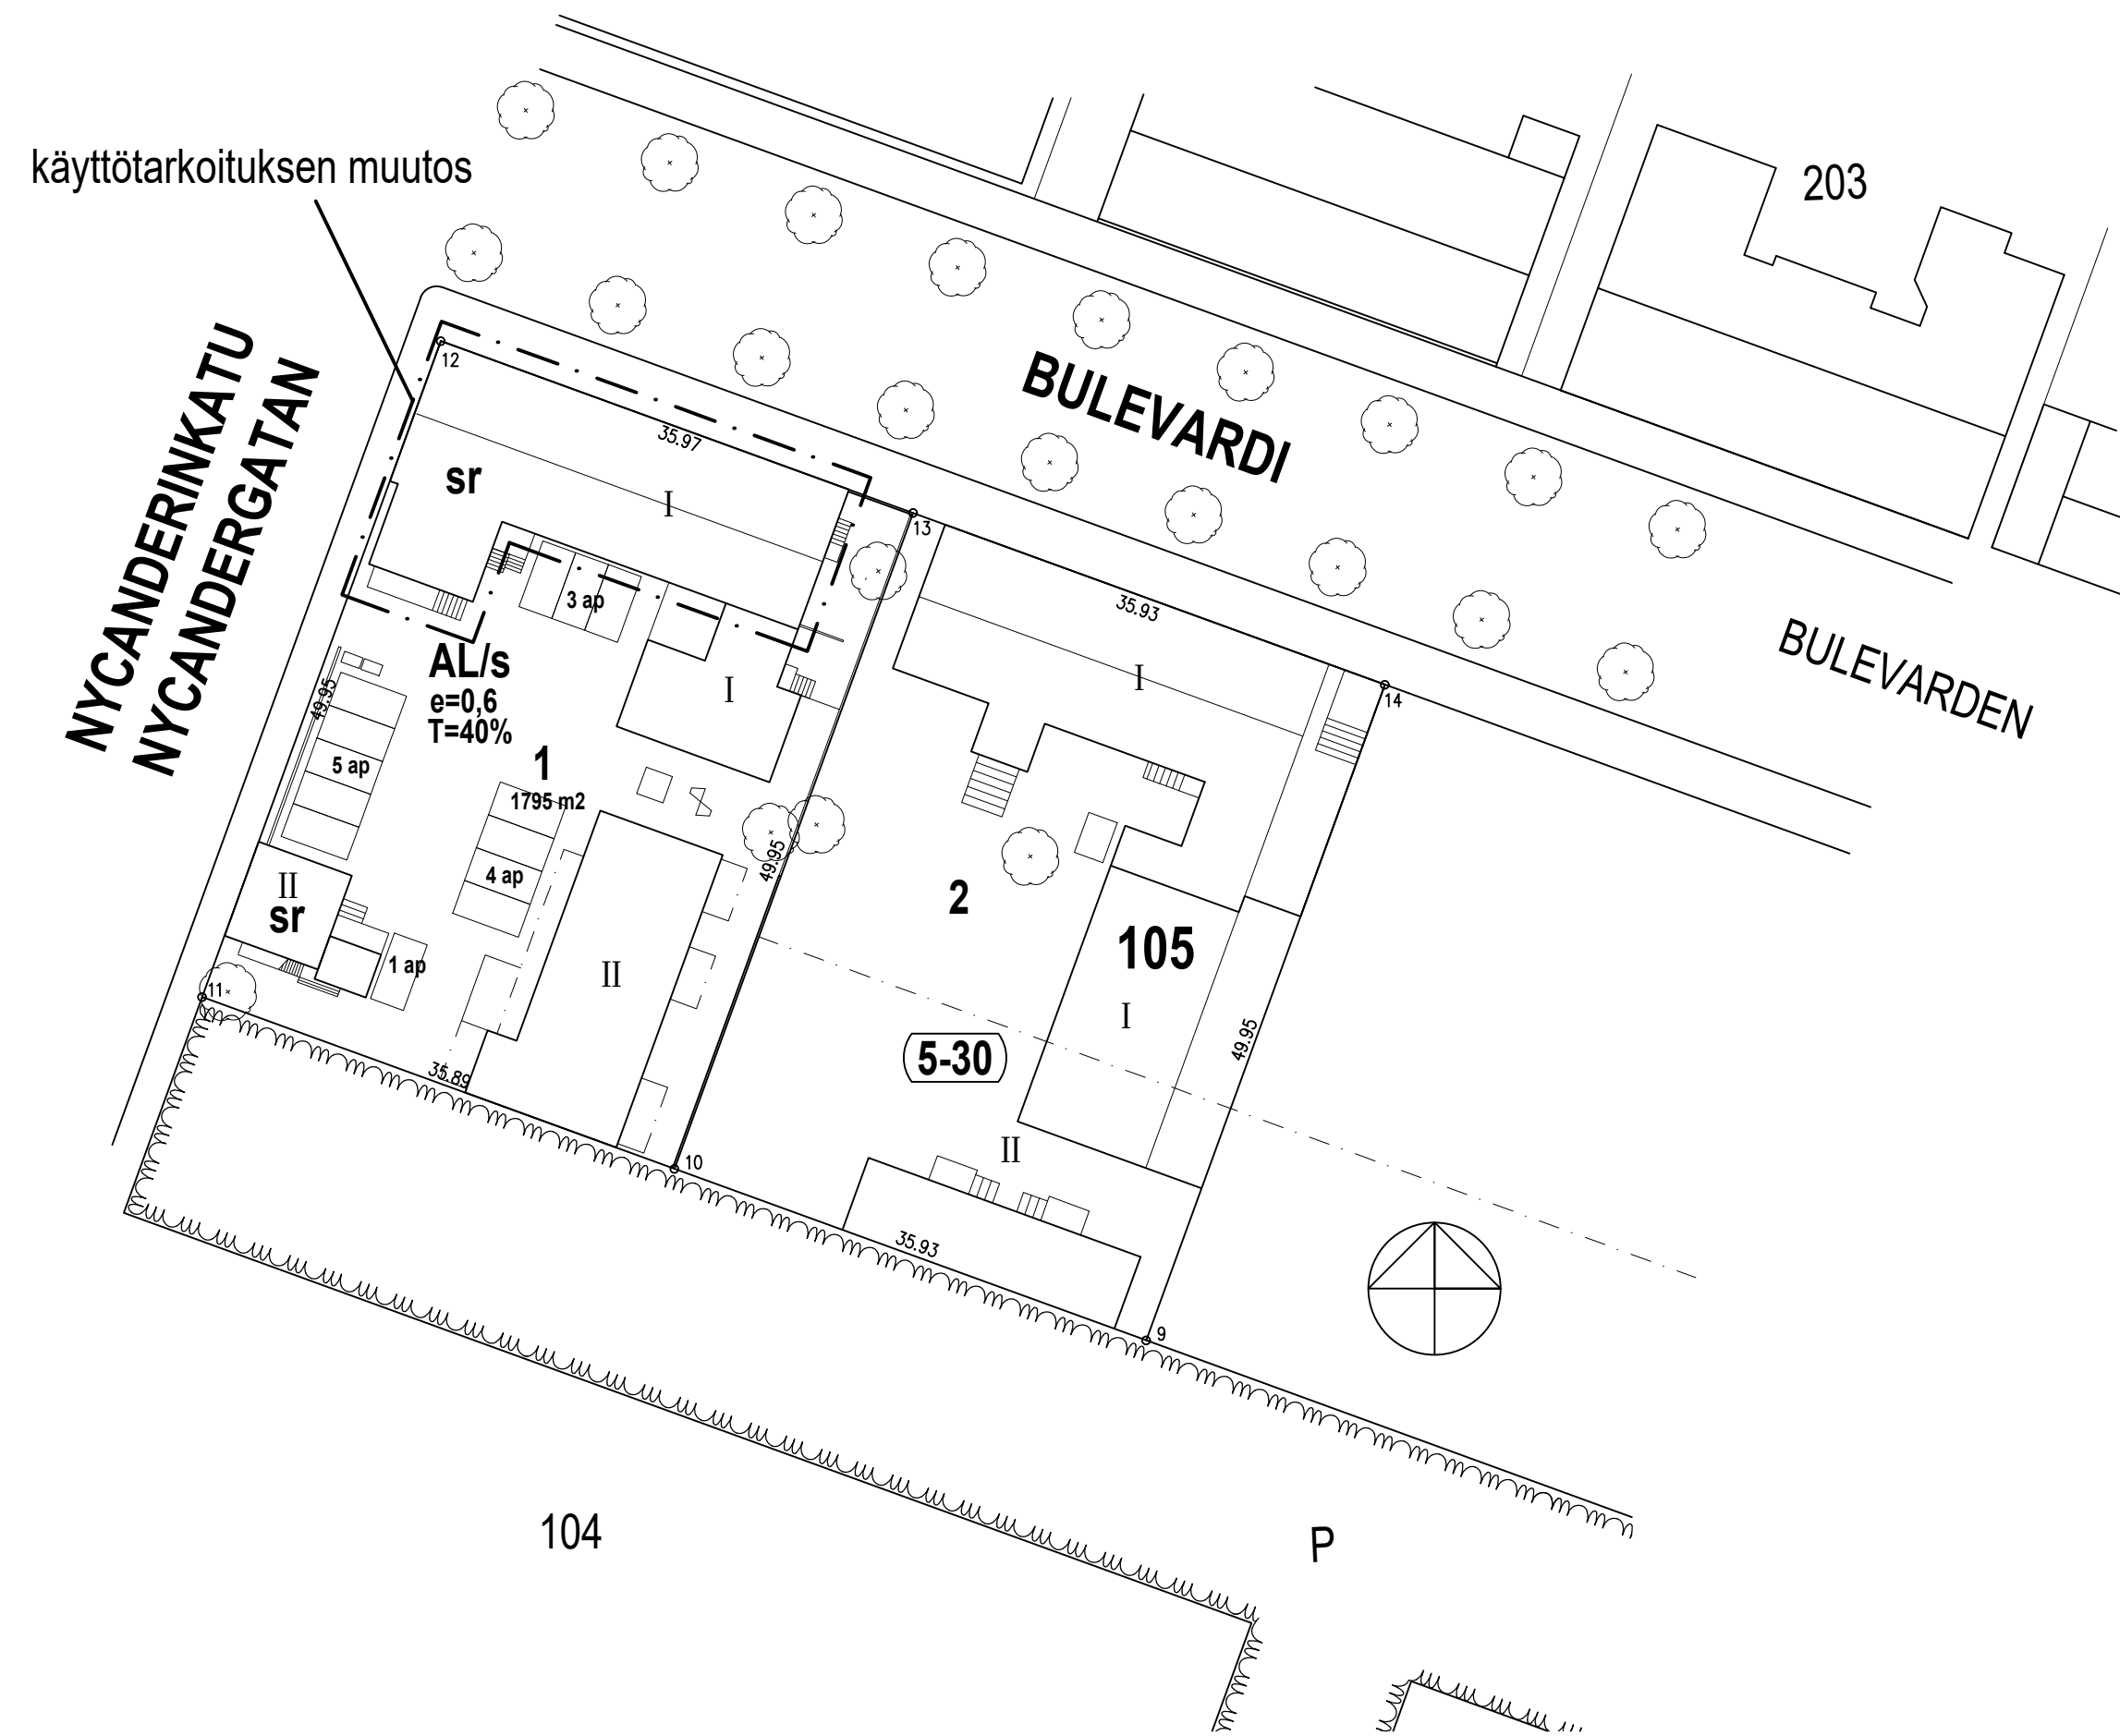 käyttötarkoituksen muutos
203
NYCANDERINKATU
NYCANDERGATAN
BULEVARDI
BULEVARDEN
12
35.97
13
sr
I
3 ap
35.93
14
I
AL/s
e=0,6
T=40%
I
49.95
5 ap
1
1795 m2
4 ap
49.95
2
105
II
sr
1 ap
II
11
I
49.95
5-30
35.89
II
10
35.93
9
104
P